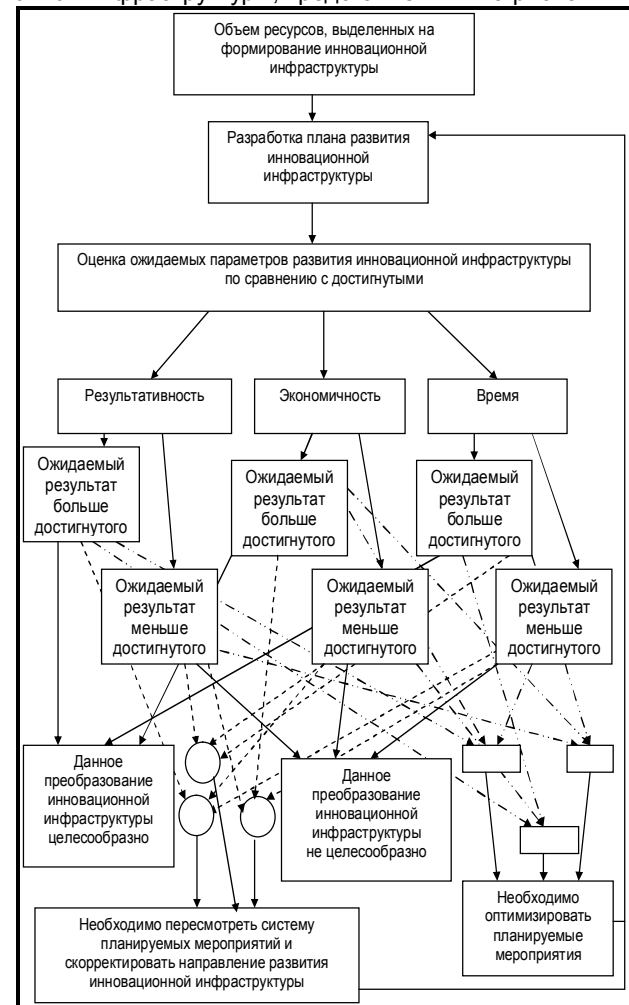 Объем ресурсов, выделенных на
формирование инновационной
инфраструктуры
Разработка плана развития
инновационной
инфраструктуры
Оценка ожидаемых параметров развития инновационной инфраструктуры
по сравнению с достигнутыми
Результативность
Экономичность
Время
Ожидаемый
результат
больше
достигнутого
Ожидаемый
результат
больше
достигнутого
Ожидаемый
результат
больше
достигнутого
Ожидаемый
результат
меньше
достигнутого
Ожидаемый
результат
меньше
достигнутого
Ожидаемый
результат
меньше
достигнутого
Данное
преобразование
инновационной
инфраструктуры
целесообразно
Данное
преобразование
инновационной
инфраструктуры
не целесообразно
Необходимо пересмотреть систему
планируемых мероприятий и
скорректировать направление развития
инновационной инфраструктуры
Необходимо
оптимизировать
планируемые
мероприятия